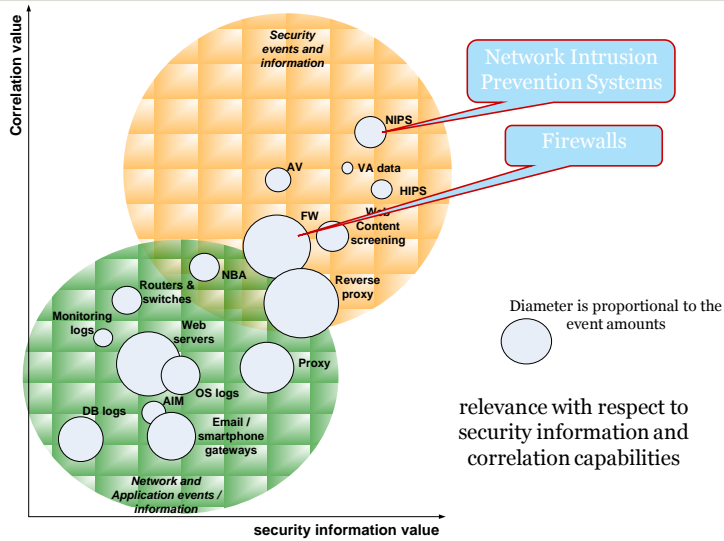 Correlation value
Security
events and
information
Network Intrusion
Prevention Systems
NIPS
Firewalls
AV
VA data
HIPS
FW
Web
Content
screening
NBA
Reverse
proxy
Routers &
switches
Monitoring
logs
Web
servers
Proxy
OS logs
AIM
DB logs
Email /
smartphone
gateways
Network and
Application events /
information
security information value
Diameter is proportional to the
event amounts
relevance with respect to
security information and
correlation capabilities